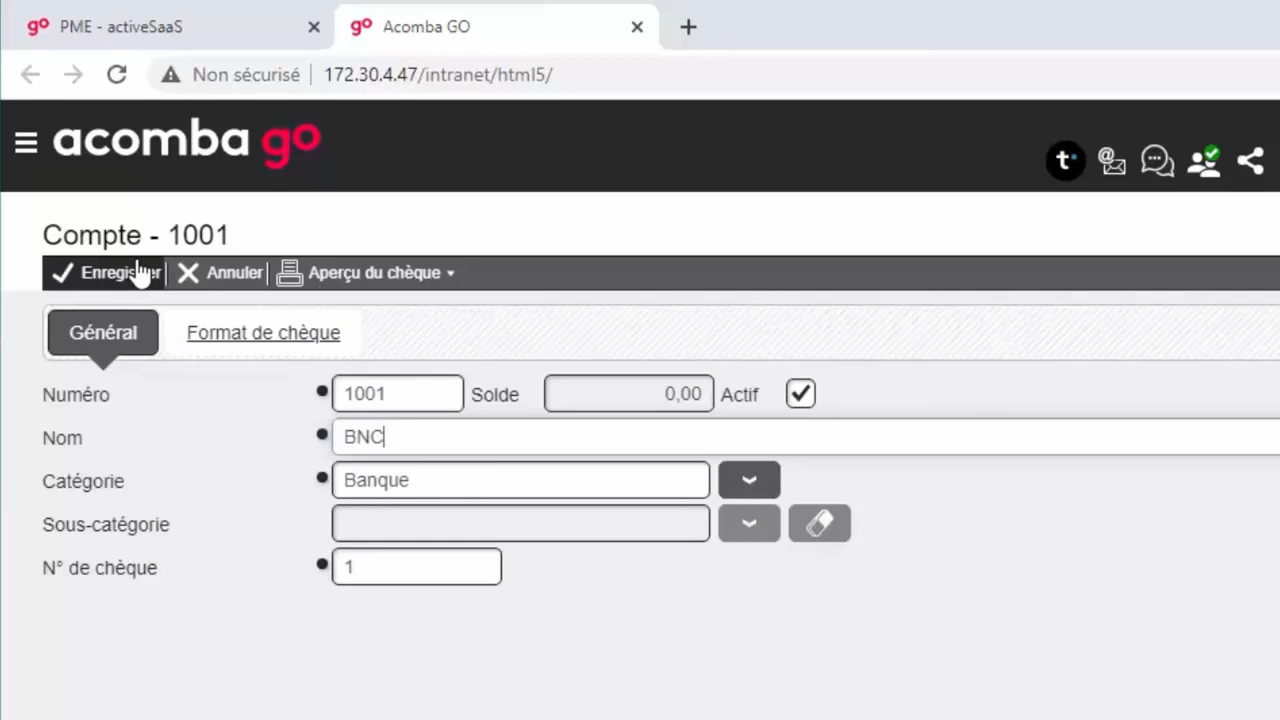 go PME - activeSaaS
go Acomba GO
Non sécurisé 172.30.4.47/intranet/html5/
acomba go
t
Compte - 1001
Enregistrer Annuler Aperçu du chèque
Général Format de chèque
Numéro 1001 Solde 0,00 Actif
Nom BNC
Catégorie Banque
Sous-catégorie
N° de chèque 1